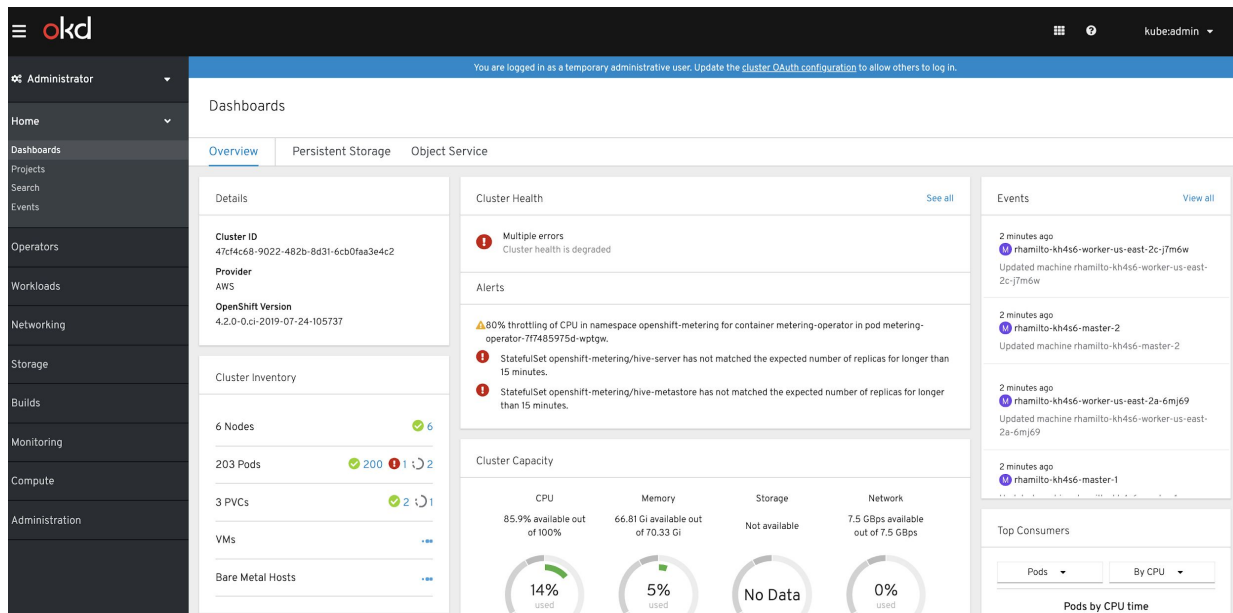 okd
kube:admin
Administrator
Home
Dashboards
Projects
Search
Events
Operators
Workloads
Networking
Storage
Builds
Monitoring
Compute
Administration
You are logged in as a temporary administrative user. Update the cluster OAuth configuration to allow others to log in.
Dashboards
Overview
Persistent Storage
Object Service
Details
Cluster ID
47cf4c68-9022-482b-8d31-6cb0faa3e4c2
Provider
AWS
OpenShift Version
4.2.0-0.ci-2019-07-24-105737
Cluster Inventory
6 Nodes 6
203 Pods 200 1 2
3 PVCs 2 1
VMs
Bare Metal Hosts
Cluster Health See all
Multiple errors
Cluster health is degraded
Alerts
80% throttling of CPU in namespace openshift-metering for container metering-operator in pod metering-
operator-7f7485975d-wptgw.
StatefulSet openshift-metering/hive-server has not matched the expected number of replicas for longer than
15 minutes.
StatefulSet openshift-metering/hive-metastore has not matched the expected number of replicas for longer
than 15 minutes.
Cluster Capacity
CPU
85.9% available out
of 100%
14%
used
Memory
66.81 Gi available out
of 70.33 Gi
5%
used
Storage
Not available
No Data
Network
7.5 GBps available
out of 7.5 GBps
0%
used
Events View all
2 minutes ago
M rhamilto-kh4s6-worker-us-east-2c-j7m6w
Updated machine rhamilto-kh4s6-worker-us-east-
2c-j7m6w
2 minutes ago
M rhamilto-kh4s6-master-2
Updated machine rhamilto-kh4s6-master-2
2 minutes ago
M rhamilto-kh4s6-worker-us-east-2a-6mj69
Updated machine rhamilto-kh4s6-worker-us-east-
2a-6mj69
2 minutes ago
M rhamilto-kh4s6-master-1
Top Consumers
Pods
By CPU
Pods by CPU time